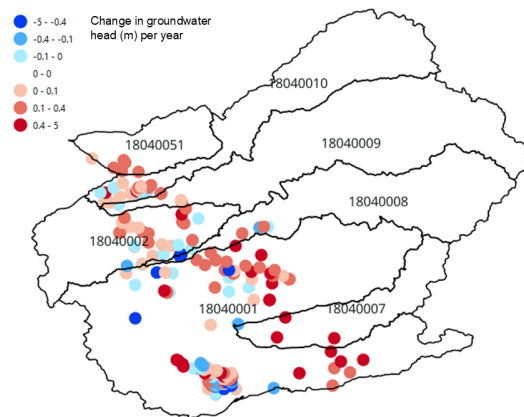 -5 - -0.4
-0.4 - -0.1
-0.1 - 0
0 - 0
0 - 0.1
0.1 - 0.4
0.4 - 5
Change in groundwater
head (m) per year
18040010
18040051
18040009
18040008
18040002
18040001
18040007